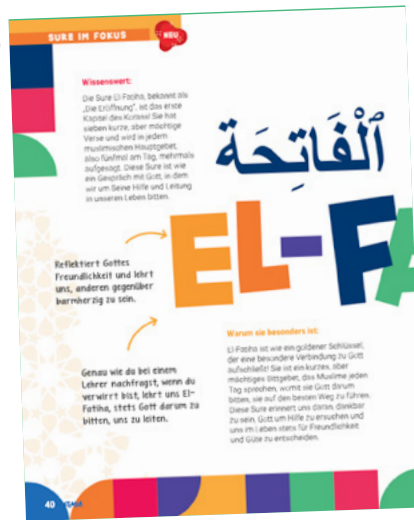 SURE IM FOKUS
NEU
Wissenswert:
Die Sure El-Fatiha, bekannt als
„Die Eröffnung", ist das erste
Kapitel des Korans! Sie hat
sieben kurze, aber mächtige
Verse und wird in jedem
muslimischen Hauptgebet,
also fünfmal am Tag, mehrmals
aufgesagt. Diese Sure ist wie
ein Gespräch mit Gott, in dem
wir um Seine Hilfe und Leitung
in unseren Leben bitten.
ٱلْفَاتِحَة
EL-FA
Reflektiert Gottes
Freundlichkeit und lehrt
uns, anderen gegenüber
barmherzig zu sein.
Genau wie du bei einem
Lehrer nachfragst, wenn du
verwirrt bist, lehrt uns El-
Fatiha, stets Gott darum zu
bitten, uns zu leiten.
Warum sie besonders ist:
El-Fatiha ist wie ein goldener Schlüssel,
der eine besondere Verbindung zu Gott
aufschließt! Sie ist ein kurzes, aber
mächtiges Bittgebet, das Muslime jeden
Tag sprechen, womit sie Gott darum
bitten, sie auf den besten Weg zu führen.
Diese Sure erinnert uns daran, dankbar
zu sein, Gott um Hilfe zu ersuchen und
uns im Leben stets für Freundlichkeit
und Güte zu entscheiden.
40